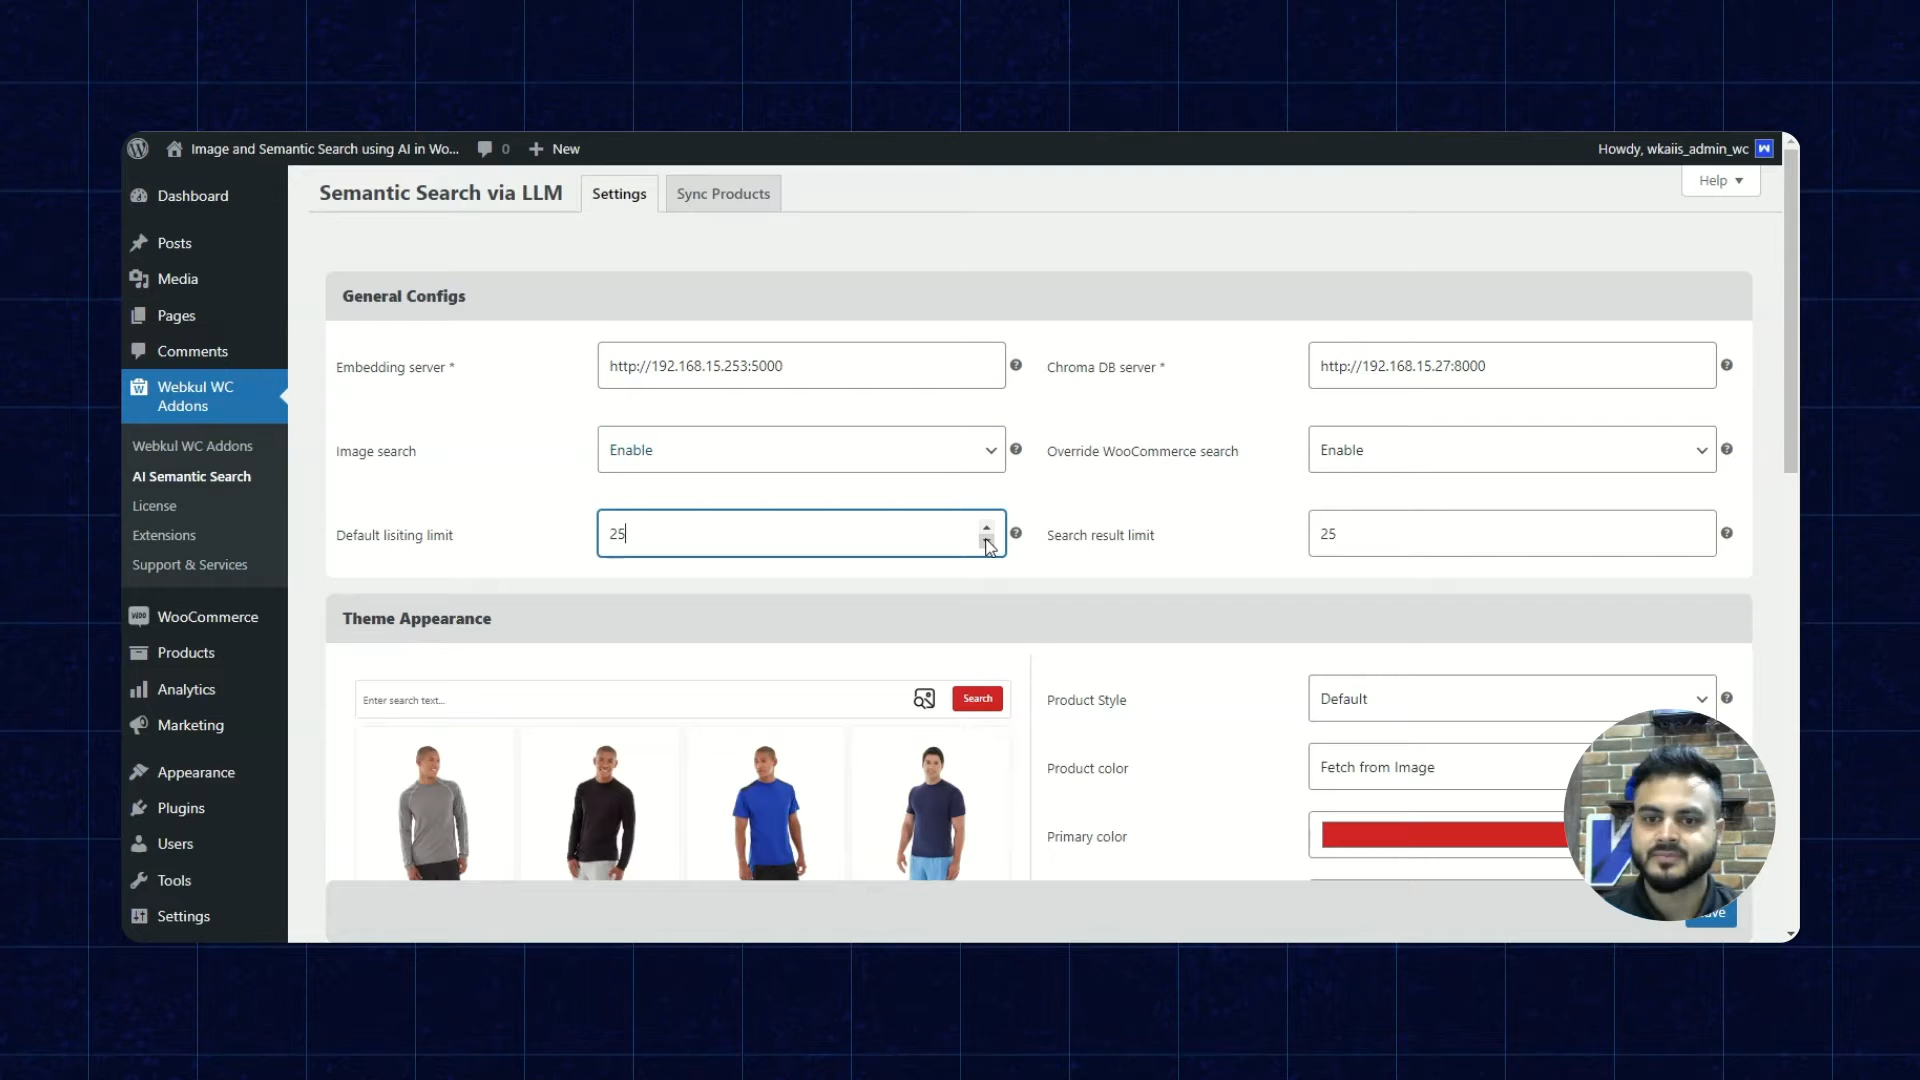 Image and Semantic Search using AI in Wo...
0
New
Howdy, wkaiis_admin_wc
Dashboard
Posts
Media
Pages
Comments
Webkul WC
Addons
Webkul WC Addons
AI Semantic Search
License
Extensions
Support & Services
WooCommerce
Products
Analytics
Marketing
Appearance
Plugins
Users
Tools
Settings
Semantic Search via LLM
Settings
Sync Products
Help
General Configs
Embedding server *
http://192.168.15.253:5000
Chroma DB server *
http://192.168.15.27:8000
Image search
Enable
Override WooCommerce search
Enable
Default lisiting limit
25
Search result limit
25
Theme Appearance
Enter search text...
Search
Product Style
Default
Product color
Fetch from Image
Primary color